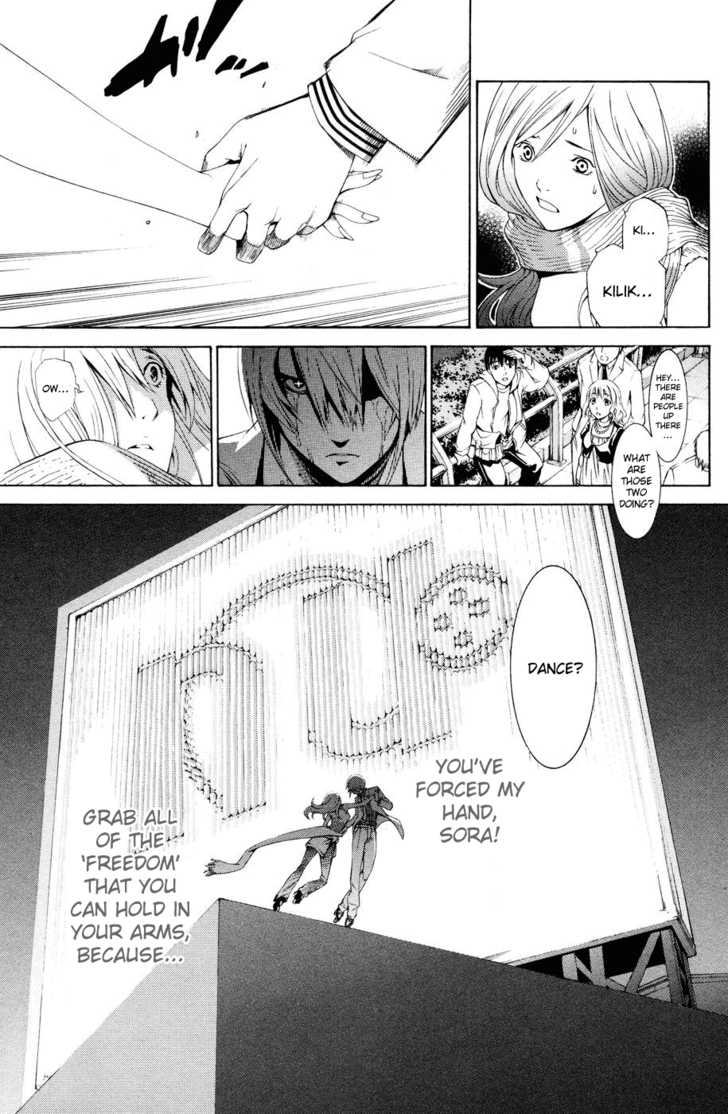 KI...
KILIK...
OW...
HEY...
THERE
ARE
PEOPLE
UP
THERE
...
WHAT
ARE
THOSE
TWO
DOING?
DANCE?
YOU'VE
FORCED MY
HAND,
SORA!
GRAB ALL
OF THE
'FREEDOM'
THAT YOU
CAN HOLD IN
YOUR ARMS,
BECAUSE...